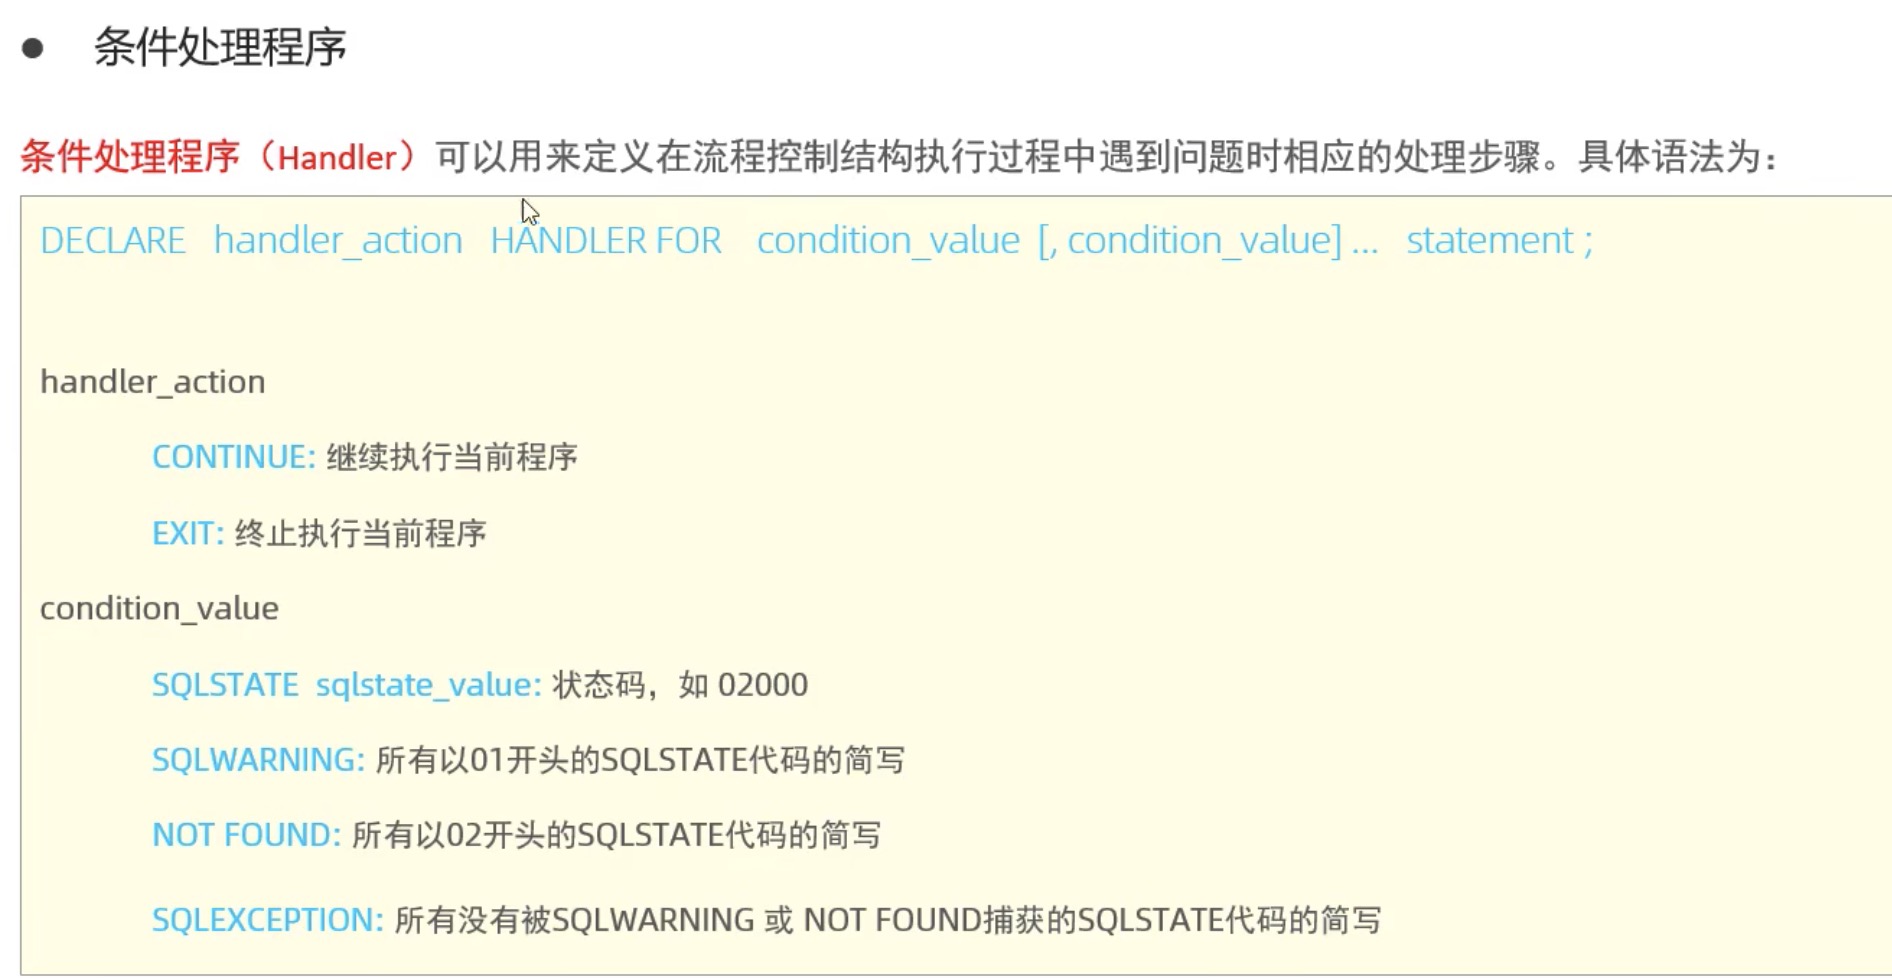 ● 条件处理程序
条件处理程序（Handler）可以用来定义在流程控制结构执行过程中遇到问题时相应的处理步骤。具体语法为：
DECLARE handler_action HANDLER FOR condition_value [, condition_value] ... statement ;
handler_action
CONTINUE: 继续执行当前程序
EXIT: 终止执行当前程序
condition_value
SQLSTATE sqlstate_value: 状态码，如 02000
SQLWARNING: 所有以01开头的SQLSTATE代码的简写
NOT FOUND: 所有以02开头的SQLSTATE代码的简写
SQLEXCEPTION: 所有没有被SQLWARNING 或 NOT FOUND捕获的SQLSTATE代码的简写